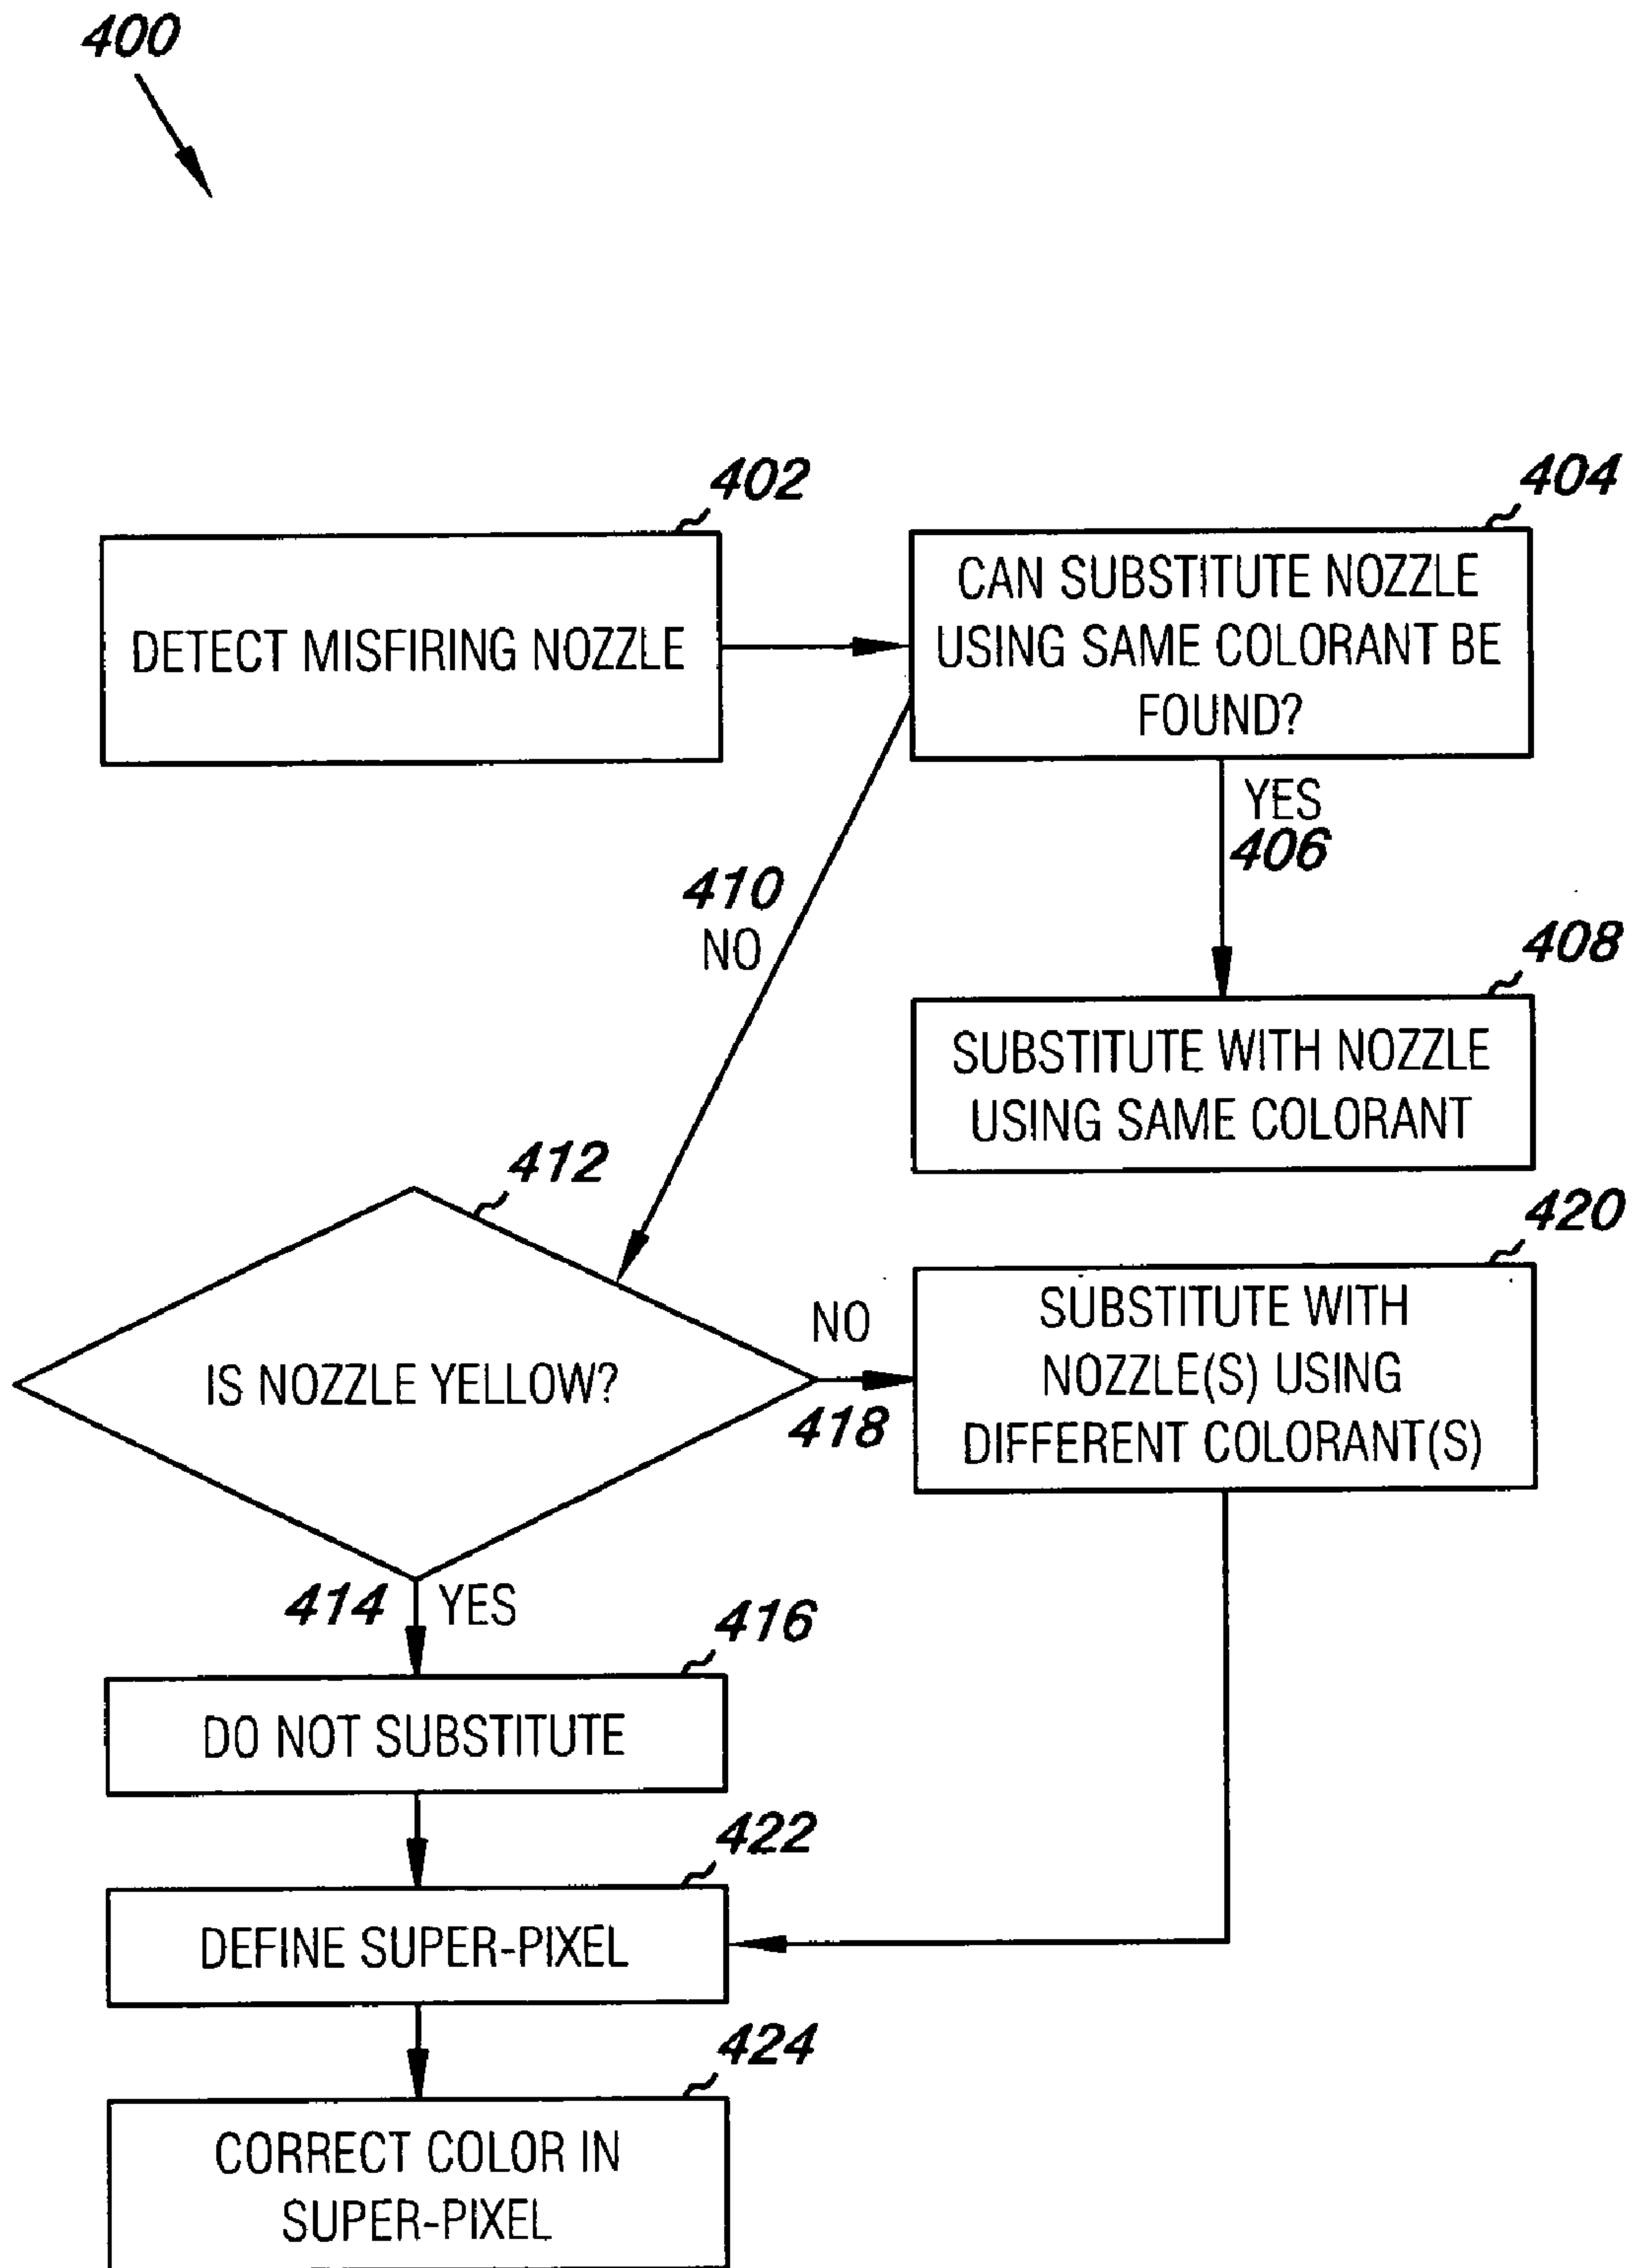 400
402
DETECT MISFIRING NOZZLE
404
CAN SUBSTITUTE NOZZLE
USING SAME COLORANT BE
FOUND?
YES
406
410
NO
408
SUBSTITUTE WITH NOZZLE
USING SAME COLORANT
412
IS NOZZLE YELLOW?
NO
418
420
SUBSTITUTE WITH
NOZZLE(S) USING
DIFFERENT COLORANT(S)
414 YES
416
DO NOT SUBSTITUTE
422
DEFINE SUPER-PIXEL
424
CORRECT COLOR IN
SUPER-PIXEL